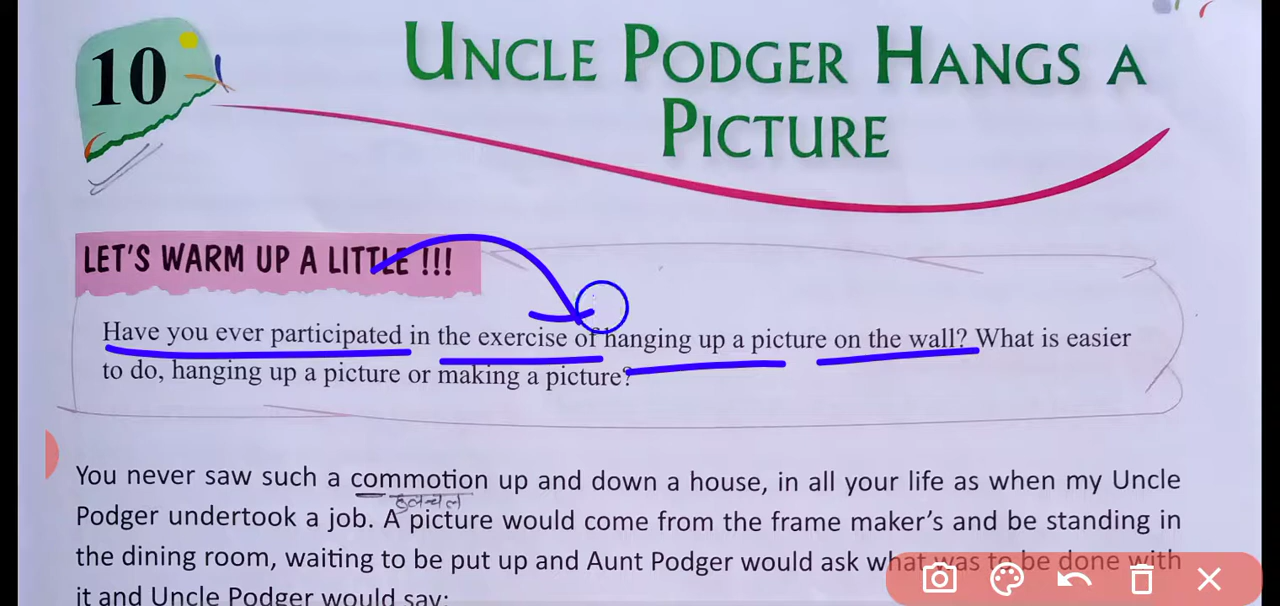 10
UNCLE PODGER HANGS A
PICTURE
LET'S WARM UP A LITTLE !!!
Have you ever participated in the exercise of hanging up a picture on the wall? What is easier
to do, hanging up a picture or making a picture?
You never saw such a commotion up and down a house, in all your life as when my Uncle
हलचल
Podger undertook a job. A picture would come from the frame maker's and be standing in
the dining room, waiting to be put up and Aunt Podger would ask what was to be done with
it and Uncle Podger would say: